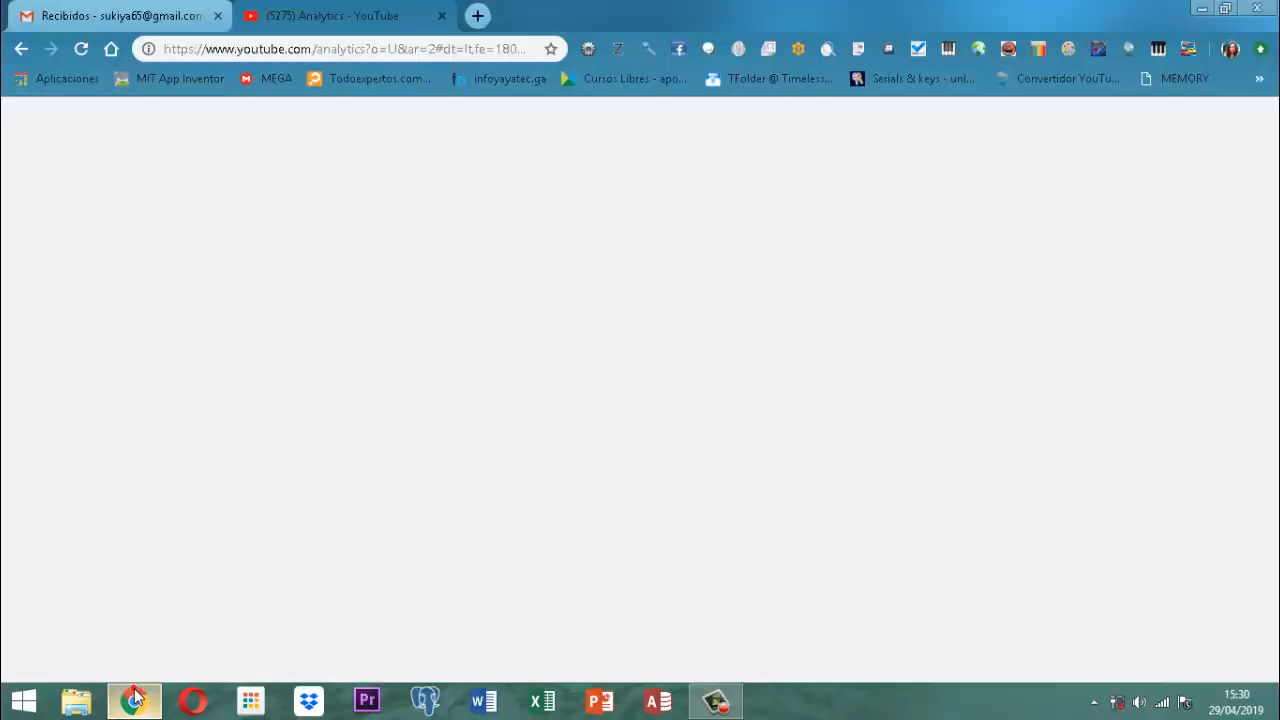 Recibidos - sukiya65@gmail.com
(5275) Analytics - YouTube
https://www.youtube.com/analytics?o=U&ar=2#dt=lt,fe=180...
Aplicaciones
MIT App Inventor
MEGA
Todoexpertos.com...
infoyayatec.ga
Cursos Libres - apo...
TFolder @ Timeless...
Serials & keys - unl...
Convertidor YouTu...
MEMORY
»
Pr
15:30
29/04/2019